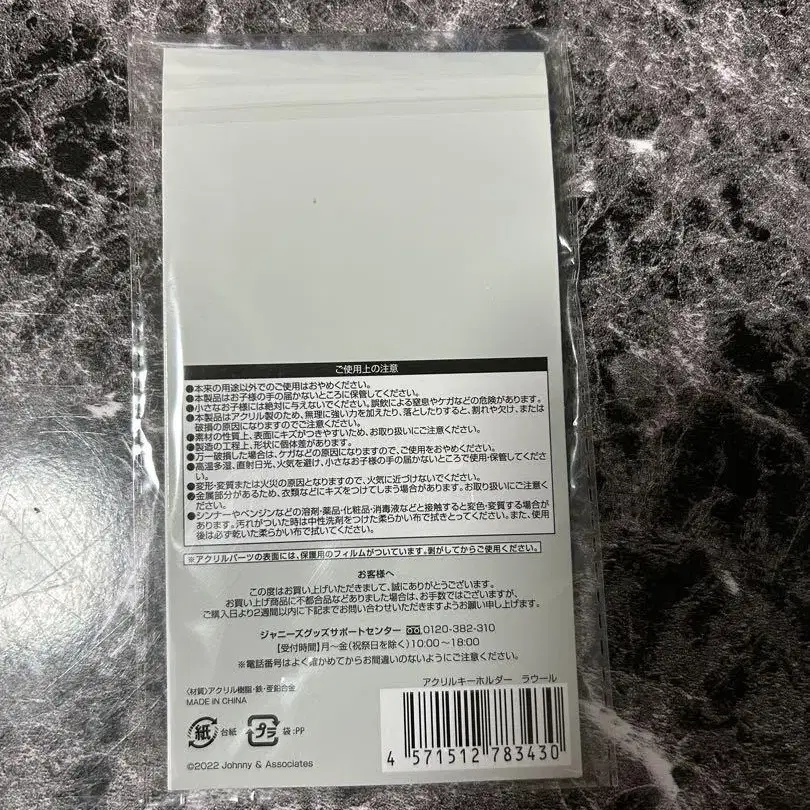 ご使用上の注意
●本来の用途以外でのご使用はおやめください。
●本製品はお子様の手の届かないところに保管してください。
●小さなお子様には絶対に与えないでください。誤飲による窒息やケガなどの危険があります。
●本製品はアクリル製のため、無理に強い力を加えたり、落としたりすると、割れや欠け、または
破損の原因になりますのでご注意ください。
●素材の性質上、表面にキズがつきやすいため、お取り扱いにご注意ください。
●製造の工程上、形状に個体差があります。
●万一破損した場合は、ケガなどの原因になりますので、ご使用をおやめください。
●高温多湿、直射日光、火気を避け、小さなお子様の手の届かないところで使用・保管してくださ
い。
●変形・変質または火災の原因となりますので、火気に近づけないでください。
●金属部分があるため、衣類などにキズをつけてしまう場合があります。お取り扱いにご注意くだ
さい。
●シンナーやベンジンなどの溶剤・薬品・化粧品・消毒液などと接触すると変色・変質する場合が
あります。汚れがついた時は中性洗剤をつけた柔らかい布で拭きとってください。また、使用
後は必ず乾いた柔らかい布で拭いてください。
※アクリルパーツの表面には、保護用のフィルムがついています。剥がしてからご使用ください。
お客様へ
この度はお買い上げいただきまして、誠にありがとうございます。
お買い上げ商品に不都合品などありました場合は、お手数ではございますが、
ご購入日より2週間以内に下記までお問い合わせいただきますようお願い申し上げます。
ジャニーズグッズサポートセンター 0120-382-310
【受付時間】月〜金(祝祭日を除く)10:00〜18:00
※電話番号はよく確かめてからお間違いのないようにご注意ください。
アクリルキーホルダー ラウール
〈材質〉アクリル樹脂・鉄・亜鉛合金
MADE IN CHINA
紙 台紙 プラ 袋:PP
4 571512 783430
©2022 Johnny & Associates